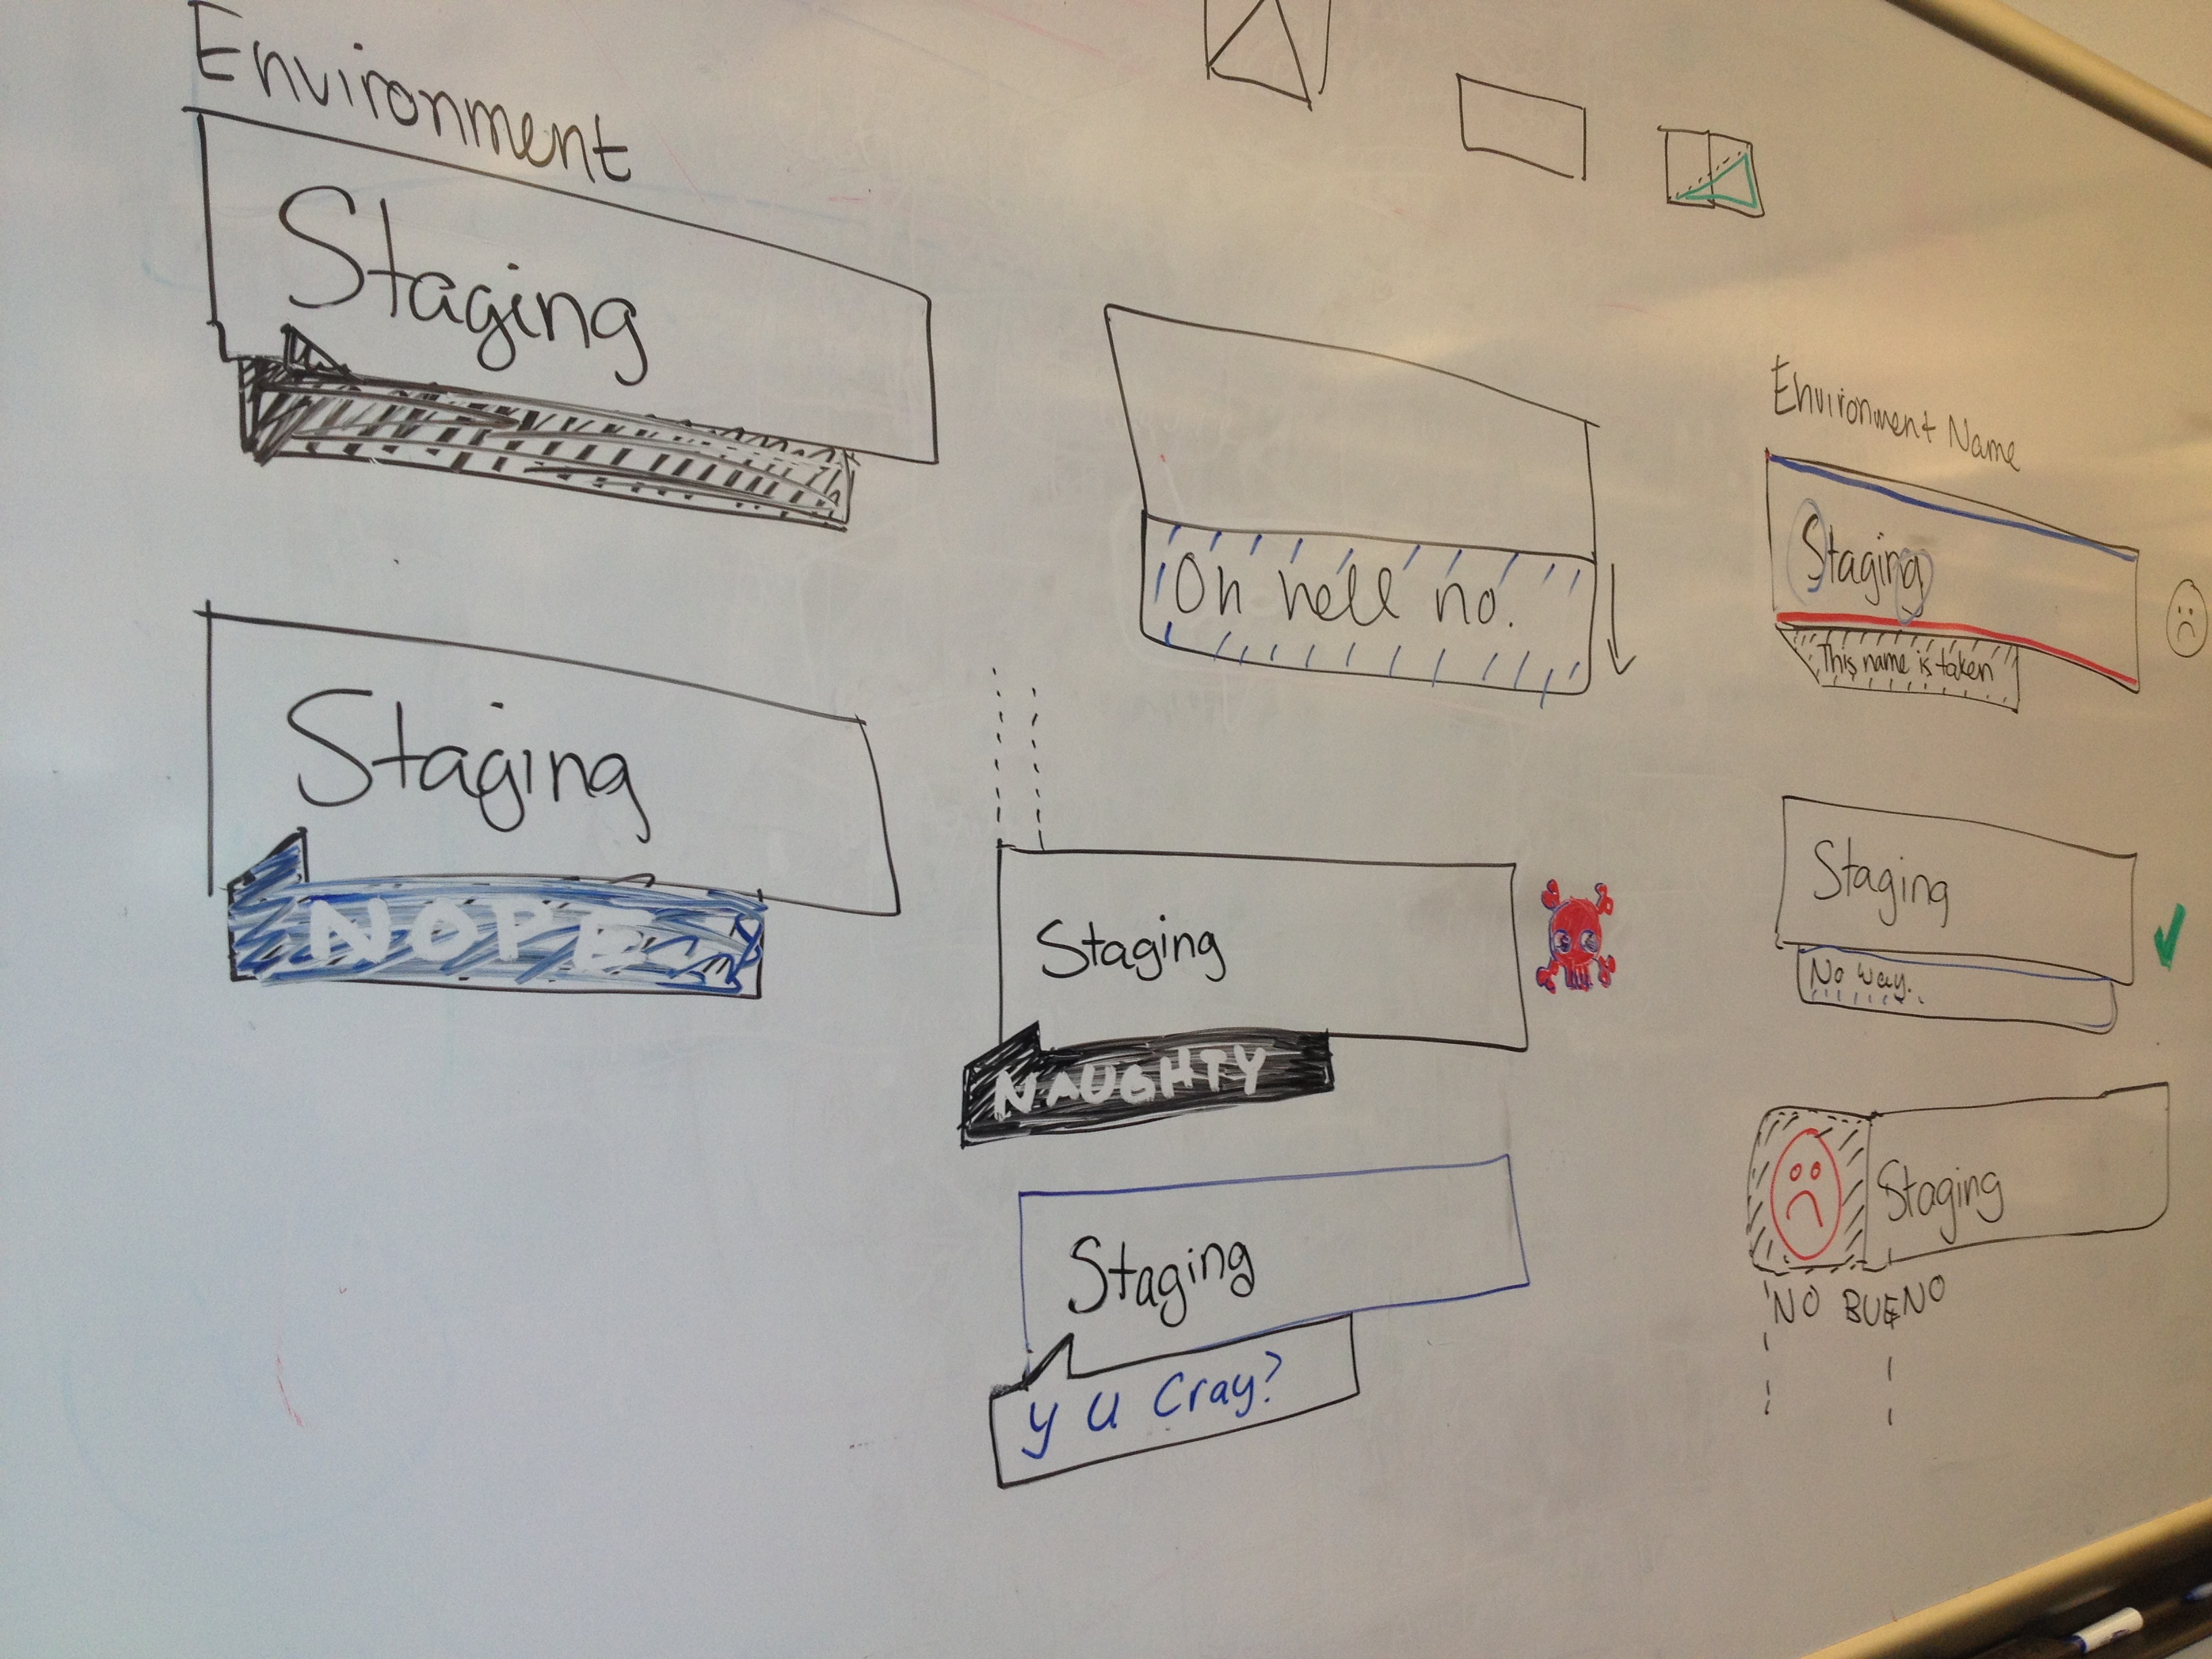 Environment
Staging
Staging
NOPE
Oh hell no.
Staging
NAUGHTY
Staging
y u Cray?
Environment Name
Staging
This name is taken
Staging
No way.
Staging
NO BUENO